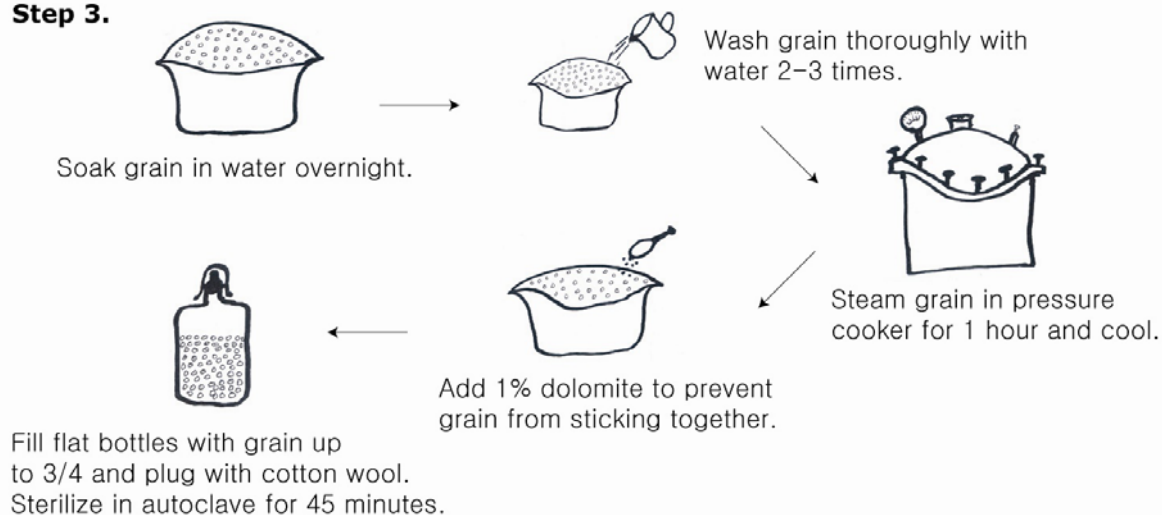 Step 3.
Soak grain in water overnight.
Wash grain thoroughly with
water 2-3 times.
Steam grain in pressure
cooker for 1 hour and cool.
Add 1% dolomite to prevent
grain from sticking together.
Fill flat bottles with grain up
to 3/4 and plug with cotton wool.
Sterilize in autoclave for 45 minutes.